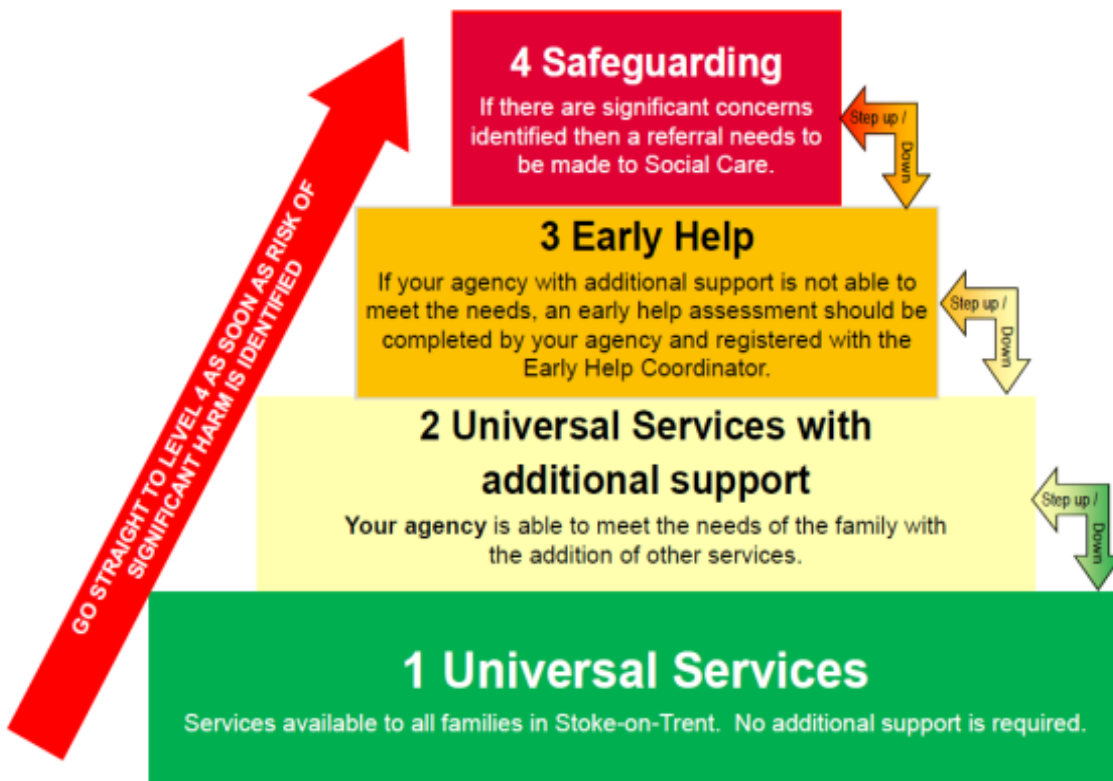 4 Safeguarding
If there are significant concerns
identified then a referral needs to
be made to Social Care.
Step up /
Down
3 Early Help
If your agency with additional support is not able to
meet the needs, an early help assessment should be
completed by your agency and registered with the
Early Help Coordinator.
Step up /
Down
2 Universal Services with
additional support
Your agency is able to meet the needs of the family with
the addition of other services.
Step up /
Down
1 Universal Services
Services available to all families in Stoke-on-Trent.  No additional support is required.
GO STRAIGHT TO LEVEL 4 AS SOON AS RISK OF
SIGNIFICANT HARM IS IDENTIFIED